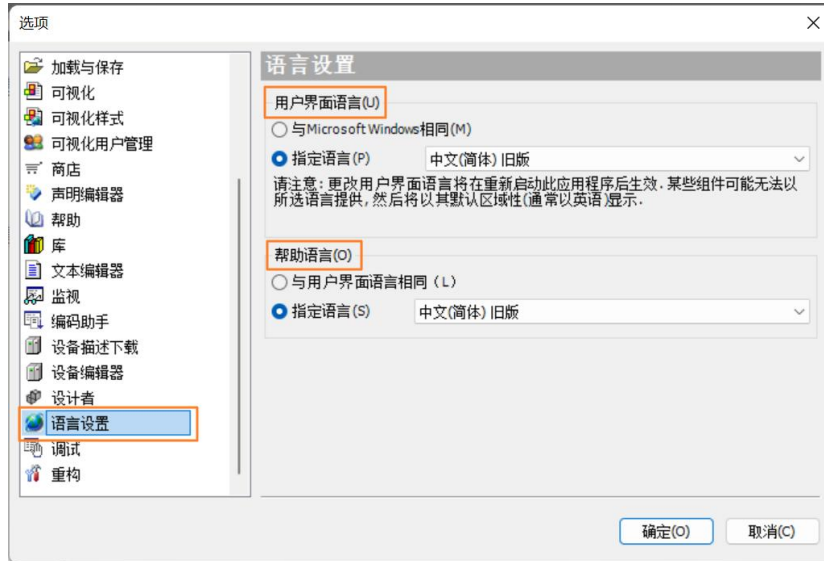 选项
加载与保存
可视化
可视化样式
可视化用户管理
商店
声明编辑器
帮助
库
文本编辑器
监视
编码助手
设备描述下载
设备编辑器
设计者
语言设置
调试
重构
语言设置
用户界面语言(U)
与Microsoft Windows相同(M)
指定语言(P) 中文(简体) 旧版
请注意: 更改用户界面语言将在重新启动此应用程序后生效. 某些组件可能无法以
所选语言提供, 然后将以其默认区域性(通常以英语)显示.
帮助语言(O)
与用户界面语言相同 (L)
指定语言(S) 中文(简体) 旧版
确定(O) 取消(C)